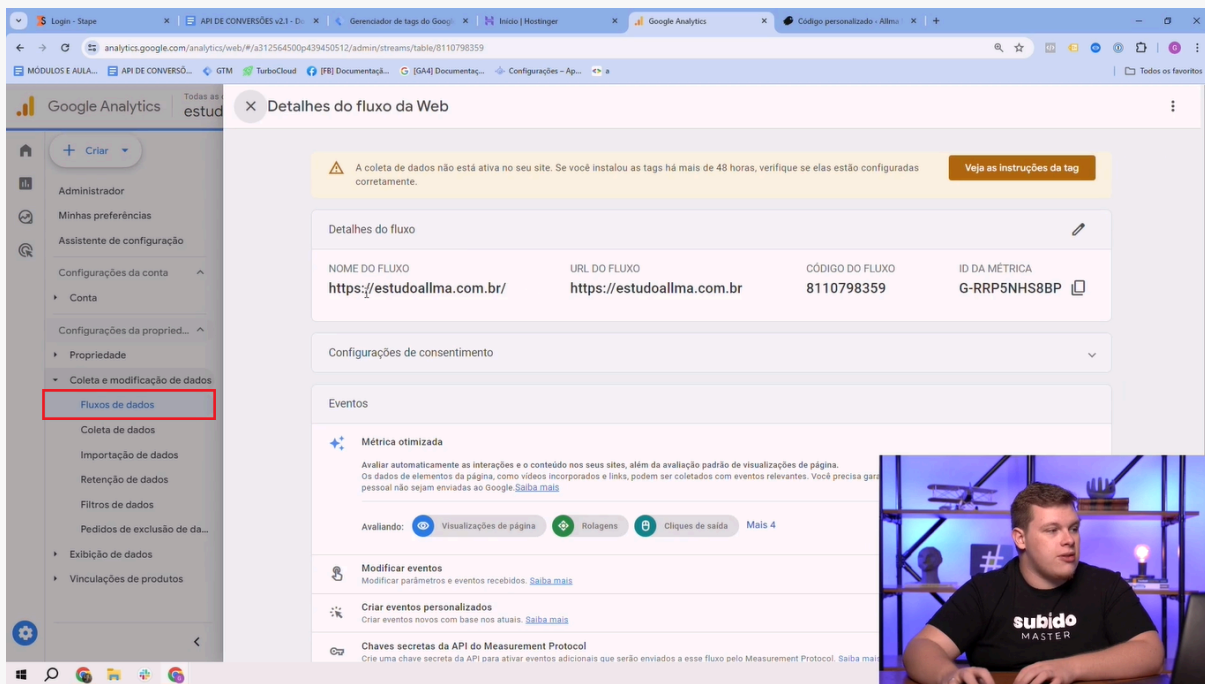 Login - Stape
API DE CONVERSÕES v2.1 - Do
Gerenciador de tags do Googl
Início | Hostinger
Google Analytics
Código personalizado ‹ Allma
analytics.google.com/analytics/web/#/a312564500p439450512/admin/streams/table/8110798359
MÓDULOS E AULA...
API DE CONVERSÕ...
GTM
TurboCloud
[FB] Documentaçã...
[GA4] Documentaç...
Configurações – Ap...
a
Todos os favoritos
Google Analytics
Todas as
estud
Detalhes do fluxo da Web
Criar
Administrador
Minhas preferências
Assistente de configuração
Configurações da conta
Conta
Configurações da propried...
Propriedade
Coleta e modificação de dados
Fluxos de dados
Coleta de dados
Importação de dados
Retenção de dados
Filtros de dados
Pedidos de exclusão de da...
Exibição de dados
Vinculações de produtos
A coleta de dados não está ativa no seu site. Se você instalou as tags há mais de 48 horas, verifique se elas estão configuradas
corretamente.
Veja as instruções da tag
Detalhes do fluxo
NOME DO FLUXO
https://estudoallma.com.br/
URL DO FLUXO
https://estudoallma.com.br
CÓDIGO DO FLUXO
8110798359
ID DA MÉTRICA
G-RRP5NHS8BP
Configurações de consentimento
Eventos
Métrica otimizada
Avaliar automaticamente as interações e o conteúdo nos seus sites, além da avaliação padrão de visualizações de página.
Os dados de elementos da página, como vídeos incorporados e links, podem ser coletados com eventos relevantes. Você precisa gara
pessoal não sejam enviadas ao Google. Saiba mais
Avaliando:
Visualizações de página
Rolagens
Cliques de saída
Mais 4
Modificar eventos
Modificar parâmetros e eventos recebidos. Saiba mais
Criar eventos personalizados
Criar eventos novos com base nos atuais. Saiba mais
Chaves secretas da API do Measurement Protocol
Crie uma chave secreta da API para ativar eventos adicionais que serão enviados a esse fluxo pelo Measurement Protocol. Saiba mais
#
subido
MASTER